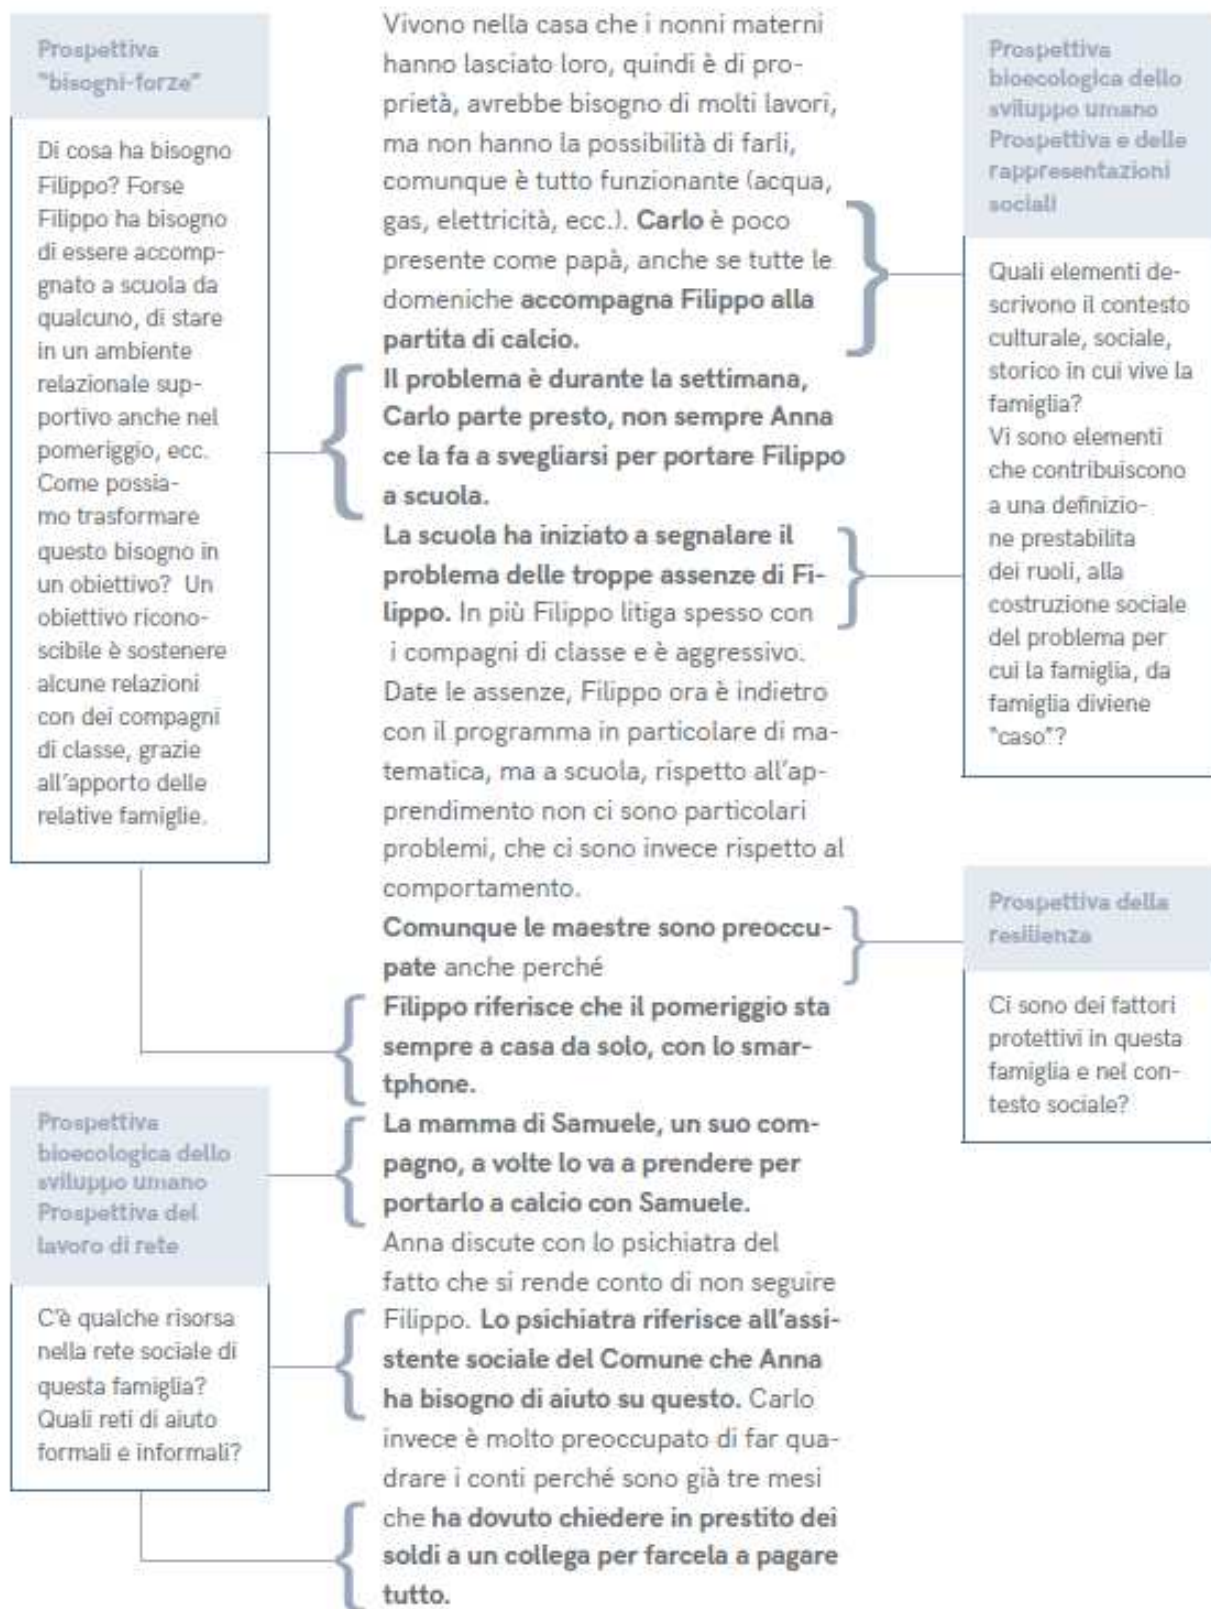 Prospettiva
"bisogni-forze"
Di cosa ha bisogno
Filippo? Forse
Filippo ha bisogno
di essere accomp-
gnato a scuola da
qualcuno, di stare
in un ambiente
relazionale sup-
portivo anche nel
pomeriggio, ecc.
Come possia-
mo trasformare
questo bisogno in
un obiettivo? Un
obiettivo ricono-
scibile è sostenere
alcune relazioni
con dei compagni
di classe, grazie
all'apporto delle
relative famiglie.
Prospettiva
bioecologica dello
sviluppo umano
Prospettiva del
lavoro di rete
C'è qualche risorsa
nella rete sociale di
questa famiglia?
Quali reti di aiuto
formali e informali?
Vivono nella casa che i nonni materni
hanno lasciato loro, quindi è di pro-
prietà, avrebbe bisogno di molti lavori,
ma non hanno la possibilità di farli,
comunque è tutto funzionante (acqua,
gas, elettricità, ecc.). Carlo è poco
presente come papà, anche se tutte le
domeniche accompagna Filippo alla
partita di calcio.
Il problema è durante la settimana,
Carlo parte presto, non sempre Anna
ce la fa a svegliarsi per portare Filippo
a scuola.
La scuola ha iniziato a segnalare il
problema delle troppe assenze di Fi-
lippo. In più Filippo litiga spesso con
i compagni di classe e è aggressivo.
Date le assenze, Filippo ora è indietro
con il programma in particolare di ma-
tematica, ma a scuola, rispetto all'ap-
prendimento non ci sono particolari
problemi, che ci sono invece rispetto al
comportamento.
Comunque le maestre sono preoccu-
pate anche perché
Filippo riferisce che il pomeriggio sta
sempre a casa da solo, con lo smar-
tphone.
La mamma di Samuele, un suo com-
pagno, a volte lo va a prendere per
portarlo a calcio con Samuele.
Anna discute con lo psichiatra del
fatto che si rende conto di non seguire
Filippo. Lo psichiatra riferisce all'assi-
stente sociale del Comune che Anna
ha bisogno di aiuto su questo. Carlo
invece è molto preoccupato di far qua-
drare i conti perché sono già tre mesi
che ha dovuto chiedere in prestito dei
soldi a un collega per farcela a pagare
tutto.
Prospettiva
bioecologica dello
sviluppo umano
Prospettiva e delle
rappresentazioni
sociali
Quali elementi de-
scrivono il contesto
culturale, sociale,
storico in cui vive la
famiglia?
Vi sono elementi
che contribuiscono
a una definizio-
ne prestabilita
dei ruoli, alla
costruzione sociale
del problema per
cui la famiglia, da
famiglia diviene
"caso"?
Prospettiva della
resilienza
Ci sono dei fattori
protettivi in questa
famiglia e nel con-
testo sociale?